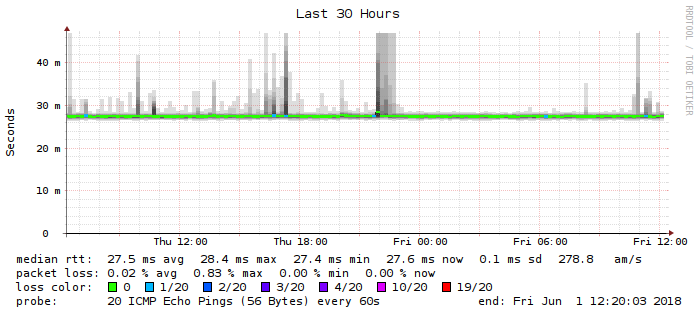 Last 30 Hours
RRDTOOL / TOBI OETIKER
Seconds
40 m
30 m
20 m
10 m
0
Thu 12:00 Thu 18:00 Fri 00:00 Fri 06:00 Fri 12:00
median rtt: 27.5 ms avg 28.4 ms max 27.4 ms min 27.6 ms now 0.1 ms sd 278.8 am/s
packet loss: 0.02 % avg 0.83 % max 0.00 % min 0.00 % now
loss color: 0 1/20 2/20 3/20 4/20 10/20 19/20
probe: 20 ICMP Echo Pings (56 Bytes) every 60s end: Fri Jun 1 12:20:03 2018